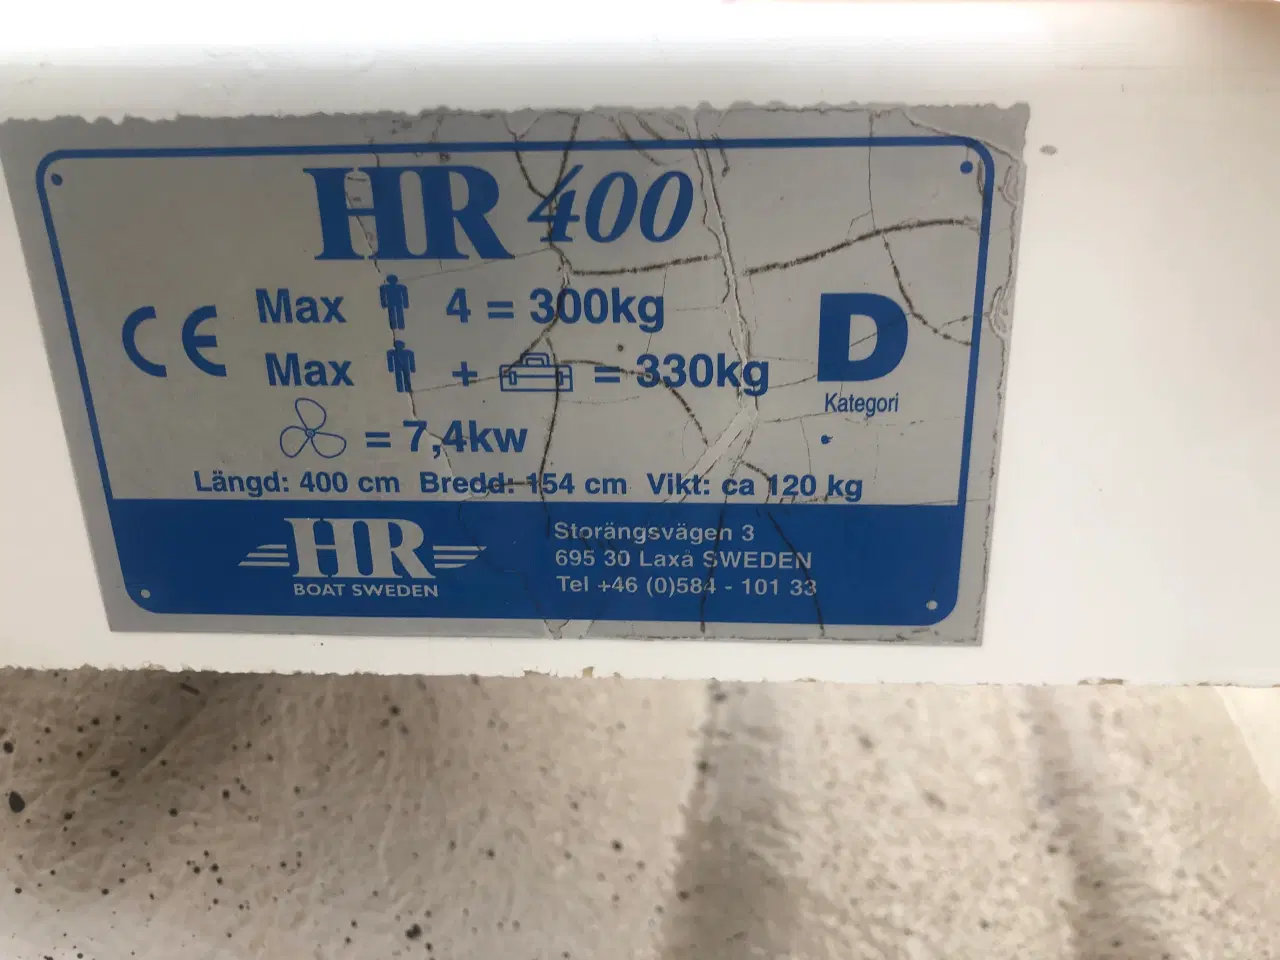 HR 400
CE
Max 4 = 300kg
Max + = 330kg
D
Kategori
= 7,4kw
Längd: 400 cm Bredd: 154 cm Vikt: ca 120 kg
HR
BOAT SWEDEN
Storängsvägen 3
695 30 Laxå SWEDEN
Tel +46 (0)584 - 101 33